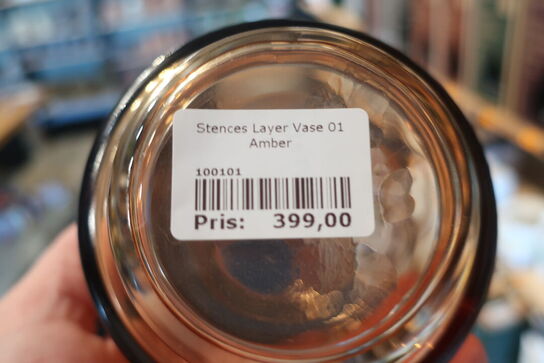 Stences Layer Vase 01
Amber
100101
Pris: 399,00